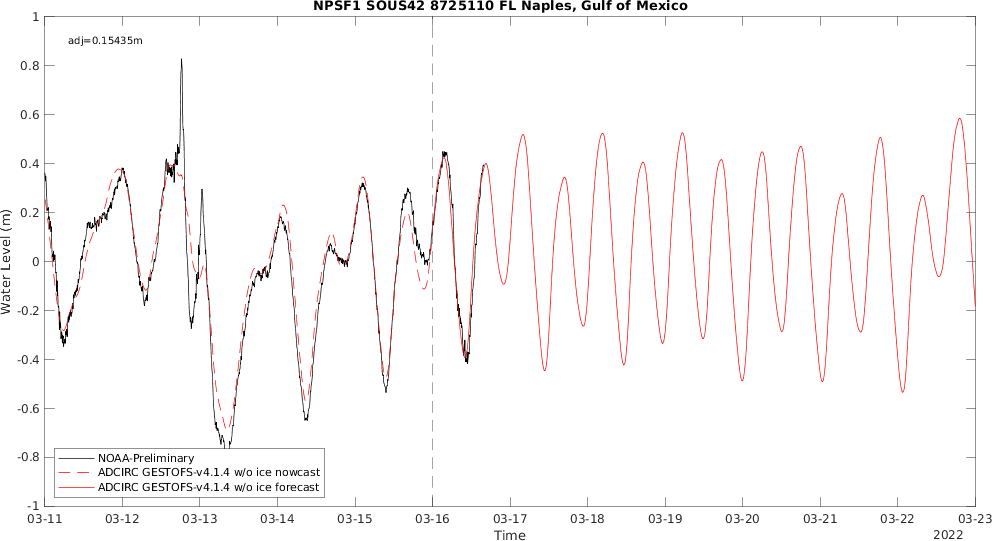 NPSF1 SOUS42 8725110 FL Naples, Gulf of Mexico
adj=0.15435m
1
0.8
0.6
0.4
0.2
0
-0.2
-0.4
-0.6
-0.8
-1
Water Level (m)
NOAA-Preliminary
ADCIRC GESTOFS-v4.1.4 w/o ice nowcast
ADCIRC GESTOFS-v4.1.4 w/o ice forecast
03-11 03-12 03-13 03-14 03-15 03-16 03-17 03-18 03-19 03-20 03-21 03-22 03-23
Time
2022